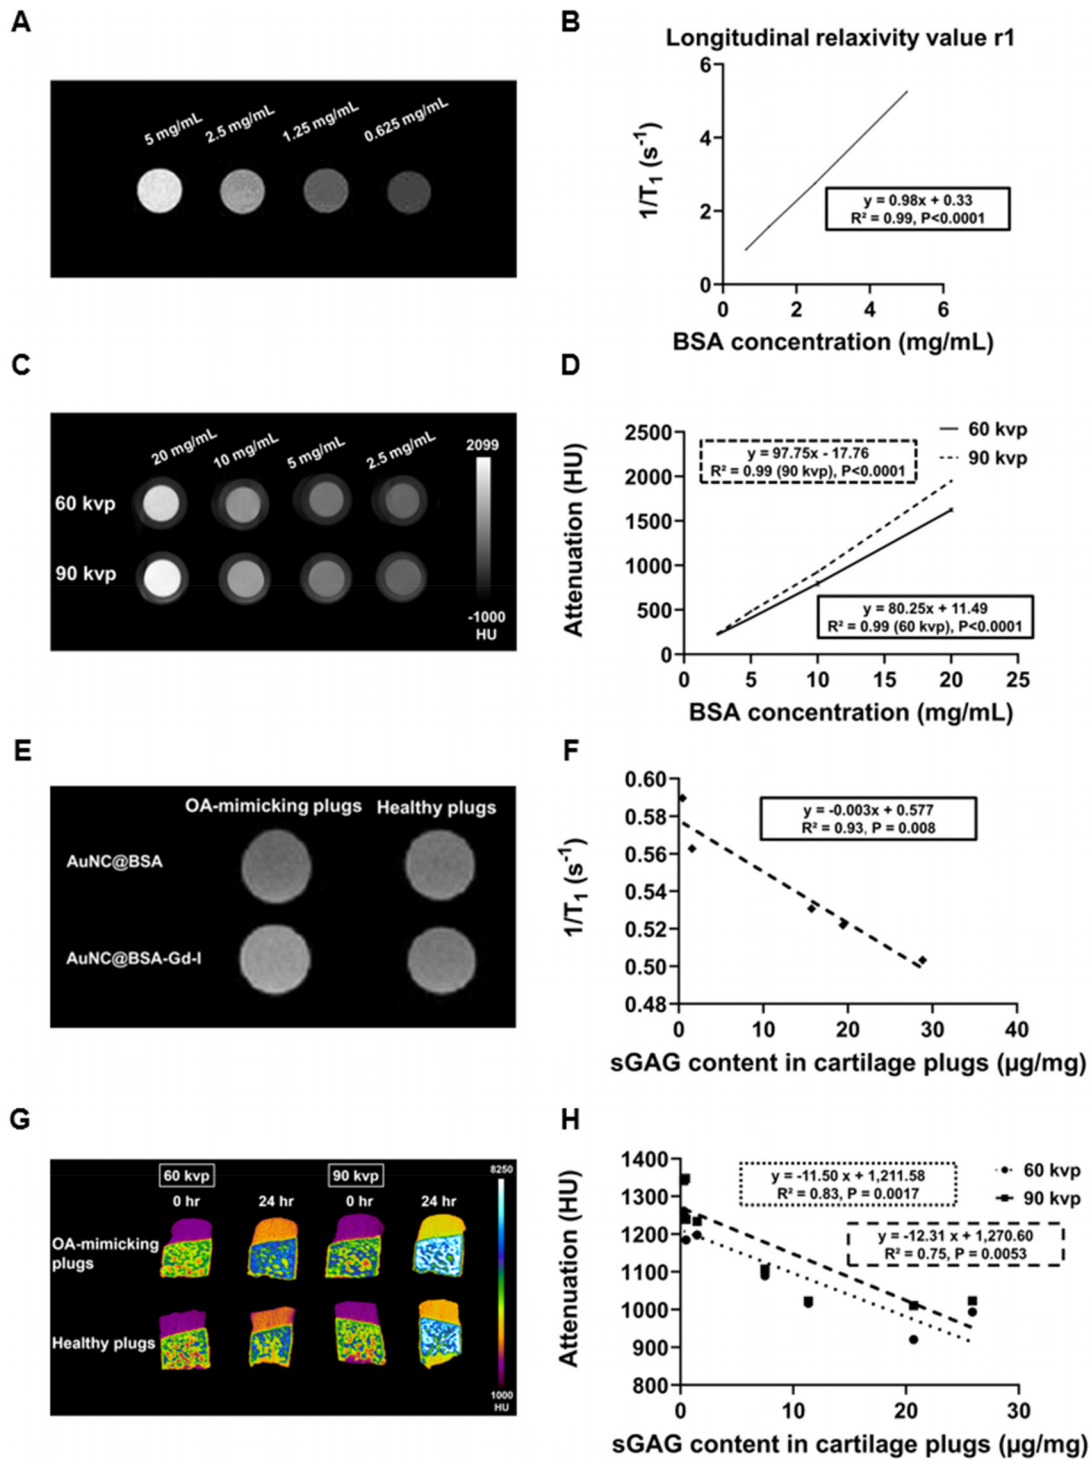 A
5 mg/mL
2.5 mg/mL
1.25 mg/mL
0.625 mg/mL
B
Longitudinal relaxivity value r1
6
4
2
0
0 2 4 6
1/T₁ (s⁻¹)
y = 0.98x + 0.33
R² = 0.99, P<0.0001
BSA concentration (mg/mL)
C
20 mg/mL
10 mg/mL
5 mg/mL
2.5 mg/mL
60 kvp
90 kvp
2099
-1000
HU
D
2500
2000
1500
1000
500
0
0 5 10 15 20 25
Attenuation (HU)
y = 97.75x - 17.76
R² = 0.99 (90 kvp), P<0.0001
60 kvp
90 kvp
y = 80.25x + 11.49
R² = 0.99 (60 kvp), P<0.0001
BSA concentration (mg/mL)
E
OA-mimicking plugs Healthy plugs
AuNC@BSA
AuNC@BSA-Gd-I
F
0.60
0.58
0.56
0.54
0.52
0.50
0.48
0 10 20 30 40
1/T₁ (s⁻¹)
y = -0.003x + 0.577
R² = 0.93, P = 0.008
sGAG content in cartilage plugs (µg/mg)
G
60 kvp 90 kvp
0 hr 24 hr 0 hr 24 hr
OA-mimicking
plugs
Healthy plugs
8250
1000
HU
H
1400
1300
1200
1100
1000
900
800
0 10 20 30
Attenuation (HU)
y = -11.50 x + 1,211.58
R² = 0.83, P = 0.0017
60 kvp
90 kvp
y = -12.31 x + 1,270.60
R² = 0.75, P = 0.0053
sGAG content in cartilage plugs (µg/mg)